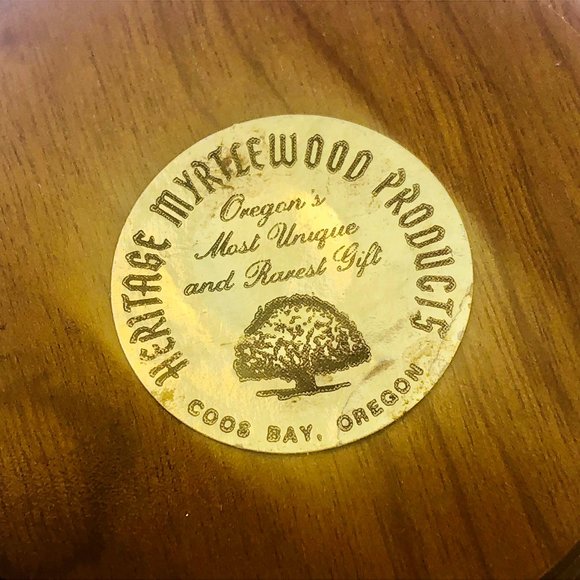 HERITAGE MYRTLEWOOD PRODUCTS
Oregon's
Most Unique
and Rarest Gift
COOS BAY, OREGON